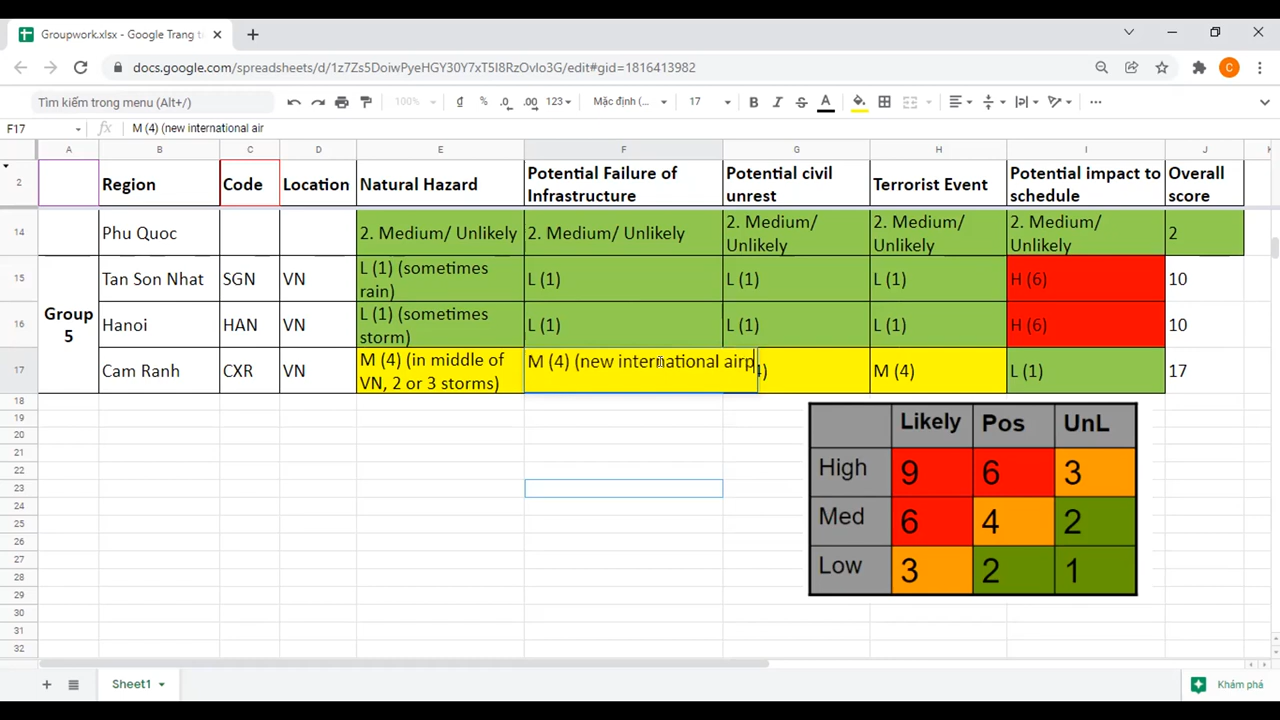 Groupwork.xlsx - Google Trang t
docs.google.com/spreadsheets/d/1z7Zs5DoiwPyeHGY30Y7xT5I8RzOvIo3G/edit#gid=1816413982
C
Tìm kiếm trong menu (Alt+/)
100%
₫
%
.0
.00
123
Mặc định (...
17
B
I
S
A
F17
fx
M (4) (new international air
A
B
C
D
E
F
G
H
I
J
K
2
Region
Code
Location
Natural Hazard
Potential Failure of
Infrastructure
Potential civil
unrest
Terrorist Event
Potential impact to
schedule
Overall
score
14
Phu Quoc
2. Medium/ Unlikely
2. Medium/ Unlikely
2. Medium/
Unlikely
2. Medium/
Unlikely
2. Medium/
Unlikely
2
Group
5
15
Tan Son Nhat
SGN
VN
L (1) (sometimes
rain)
L (1)
L (1)
L (1)
H (6)
10
16
Hanoi
HAN
VN
L (1) (sometimes
storm)
L (1)
L (1)
L (1)
H (6)
10
17
Cam Ranh
CXR
VN
M (4) (in middle of
VN, 2 or 3 storms)
M (4) (new international airp
4)
M (4)
L (1)
17
18
19
20
21
22
23
24
25
26
27
28
29
30
31
32
Likely
Pos
UnL
High
9
6
3
Med
6
4
2
Low
3
2
1
Sheet1
Khám phá